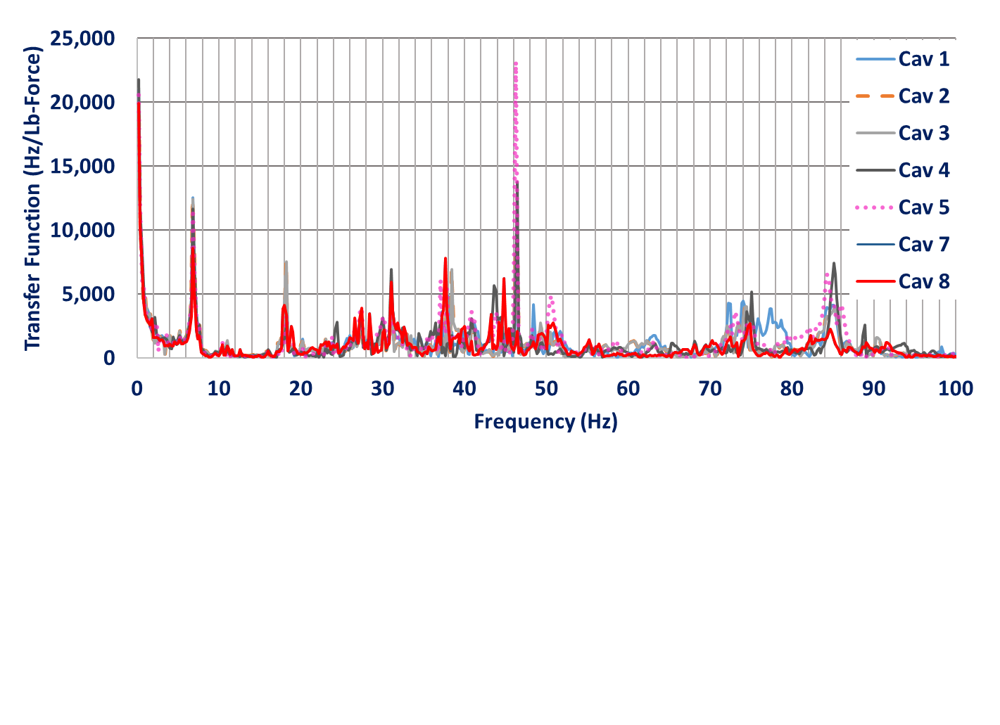 Transfer Function (Hz/Lb-Force)
25,000
20,000
15,000
10,000
5,000
0
0 10 20 30 40 50 60 70 80 90 100
Frequency (Hz)
Cav 1
Cav 2
Cav 3
Cav 4
Cav 5
Cav 7
Cav 8